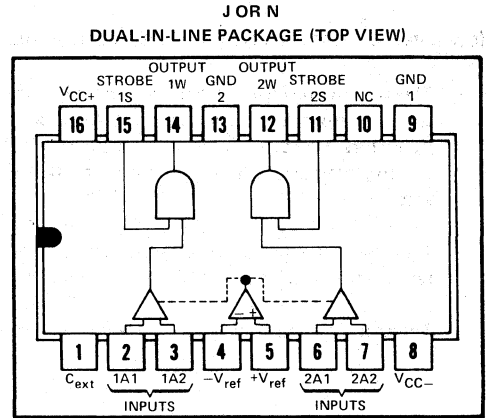 J OR N
DUAL-IN-LINE PACKAGE (TOP VIEW)
OUTPUT OUTPUT
STROBE 1W GND 2W STROBE GND
VCC+ 1S 2 2S NC 1
16 15 14 13 12 11 10 9
− +
1 2 3 4 5 6 7 8
Cext 1A1 1A2 −Vref +Vref 2A1 2A2 VCC−
INPUTS INPUTS